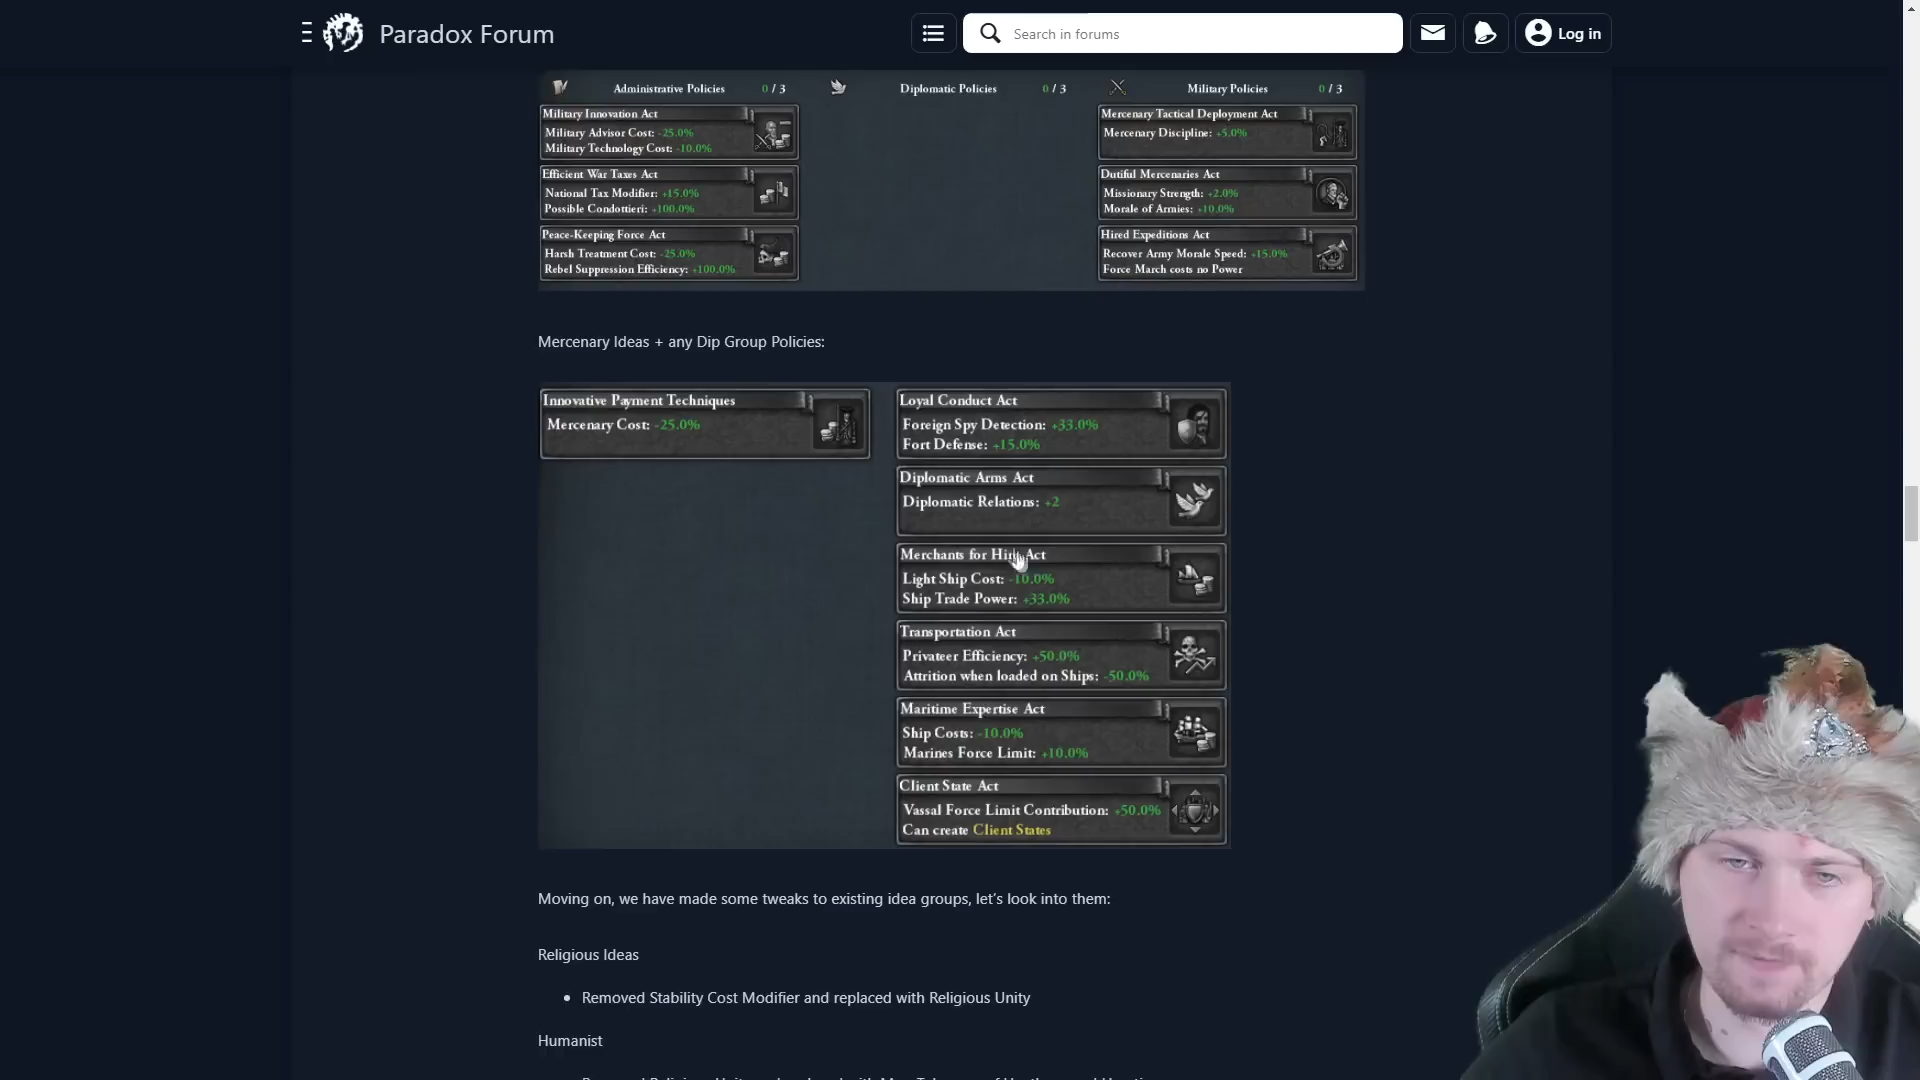 Paradox Forum
Search in forums
Log in
Administrative Policies 0 / 3
Diplomatic Policies 0 / 3
Military Policies 0 / 3
Military Innovation Act
Military Advisor Cost: -25.0%
Military Technology Cost: -10.0%
Efficient War Taxes Act
National Tax Modifier: +15.0%
Possible Condottieri: +100.0%
Peace-Keeping Force Act
Harsh Treatment Cost: -25.0%
Rebel Suppression Efficiency: +100.0%
Mercenary Tactical Deployment Act
Mercenary Discipline: +5.0%
Dutiful Mercenaries Act
Missionary Strength: +2.0%
Morale of Armies: +10.0%
Hired Expeditions Act
Recover Army Morale Speed: +15.0%
Force March costs no Power
Mercenary Ideas + any Dip Group Policies:
Innovative Payment Techniques
Mercenary Cost: -25.0%
Loyal Conduct Act
Foreign Spy Detection: +33.0%
Fort Defense: +15.0%
Diplomatic Arms Act
Diplomatic Relations: +2
Merchants for Hire Act
Light Ship Cost: -10.0%
Ship Trade Power: +33.0%
Transportation Act
Privateer Efficiency: +50.0%
Attrition when loaded on Ships: -50.0%
Maritime Expertise Act
Ship Costs: -10.0%
Marines Force Limit: +10.0%
Client State Act
Vassal Force Limit Contribution: +50.0%
Can create Client States
Moving on, we have made some tweaks to existing idea groups, let's look into them:
Religious Ideas
• Removed Stability Cost Modifier and replaced with Religious Unity
Humanist